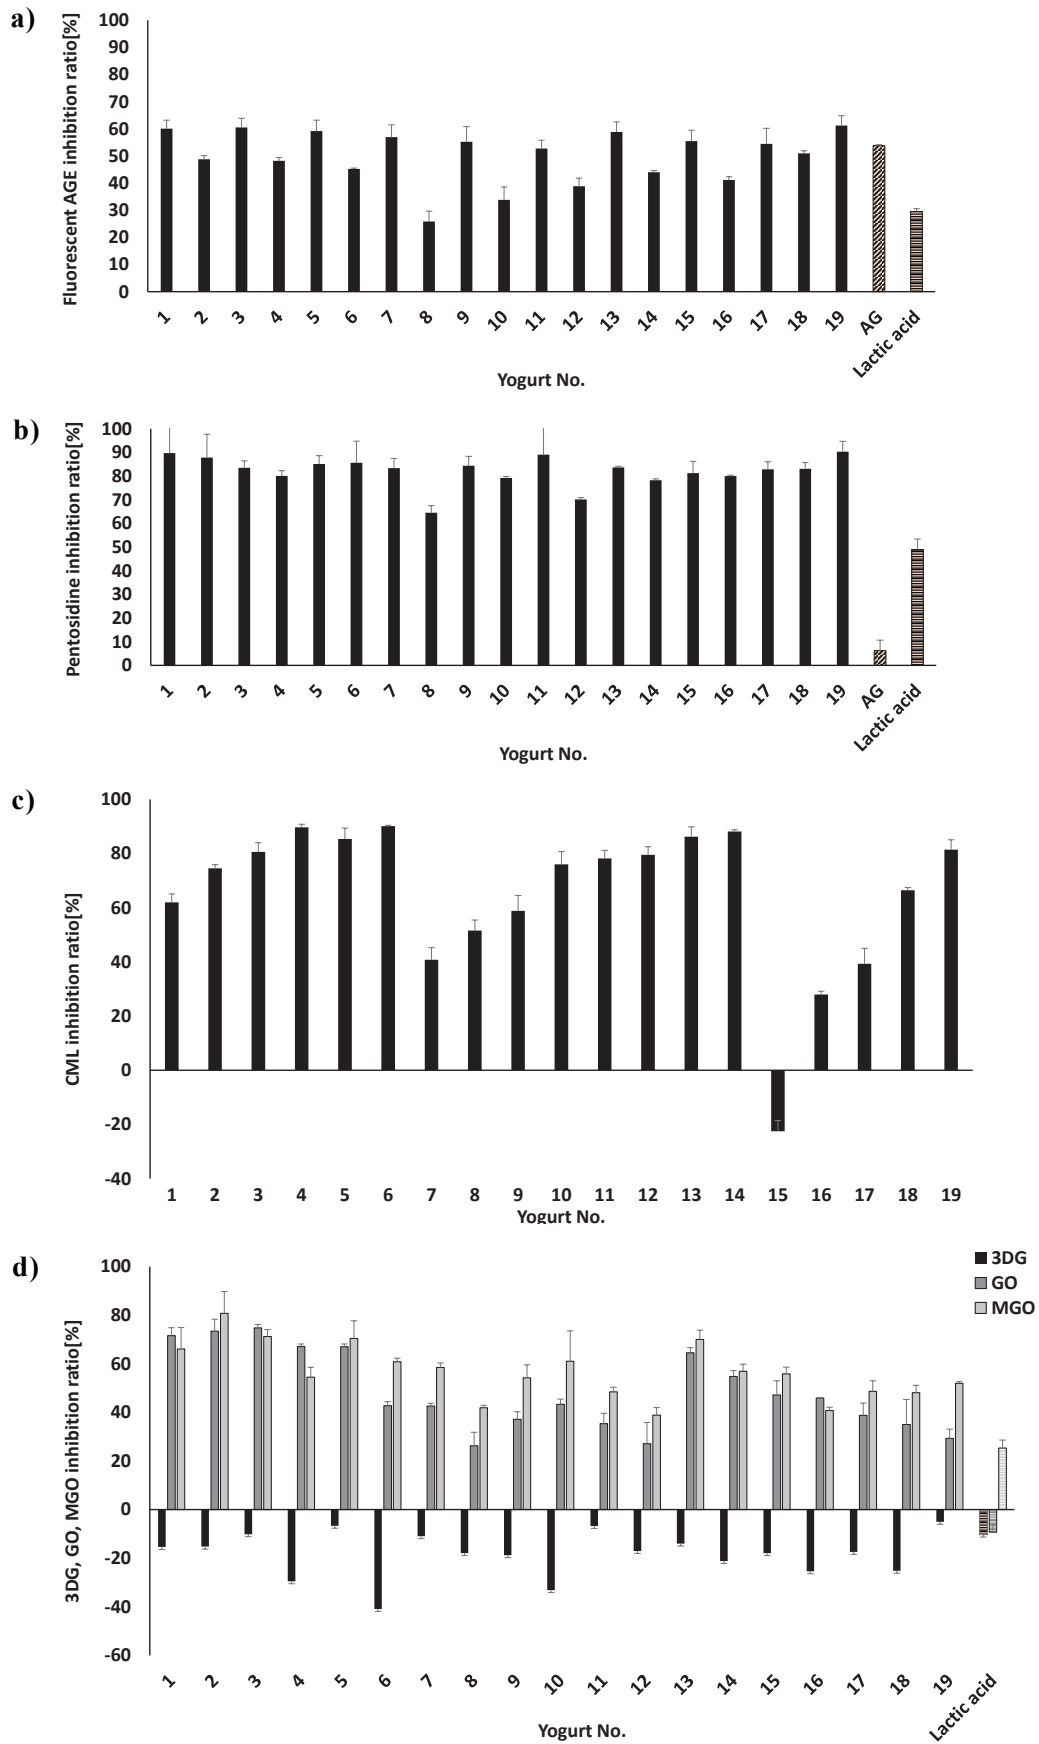 a)
Fluorescent AGE inhibition ratio[%]
100
90
80
70
60
50
40
30
20
10
0
1 2 3 4 5 6 7 8 9 10 11 12 13 14 15 16 17 18 19 AG Lactic acid
Yogurt No.
b)
Pentosidine inhibition ratio[%]
100
90
80
70
60
50
40
30
20
10
0
1 2 3 4 5 6 7 8 9 10 11 12 13 14 15 16 17 18 19 AG Lactic acid
Yogurt No.
c)
CML inhibition ratio[%]
100
80
60
40
20
0
-20
-40
1 2 3 4 5 6 7 8 9 10 11 12 13 14 15 16 17 18 19
Yogurt No.
d)
3DG, GO, MGO inhibition ratio[%]
100
80
60
40
20
0
-20
-40
-60
3DG
GO
MGO
1 2 3 4 5 6 7 8 9 10 11 12 13 14 15 16 17 18 19 Lactic acid
Yogurt No.